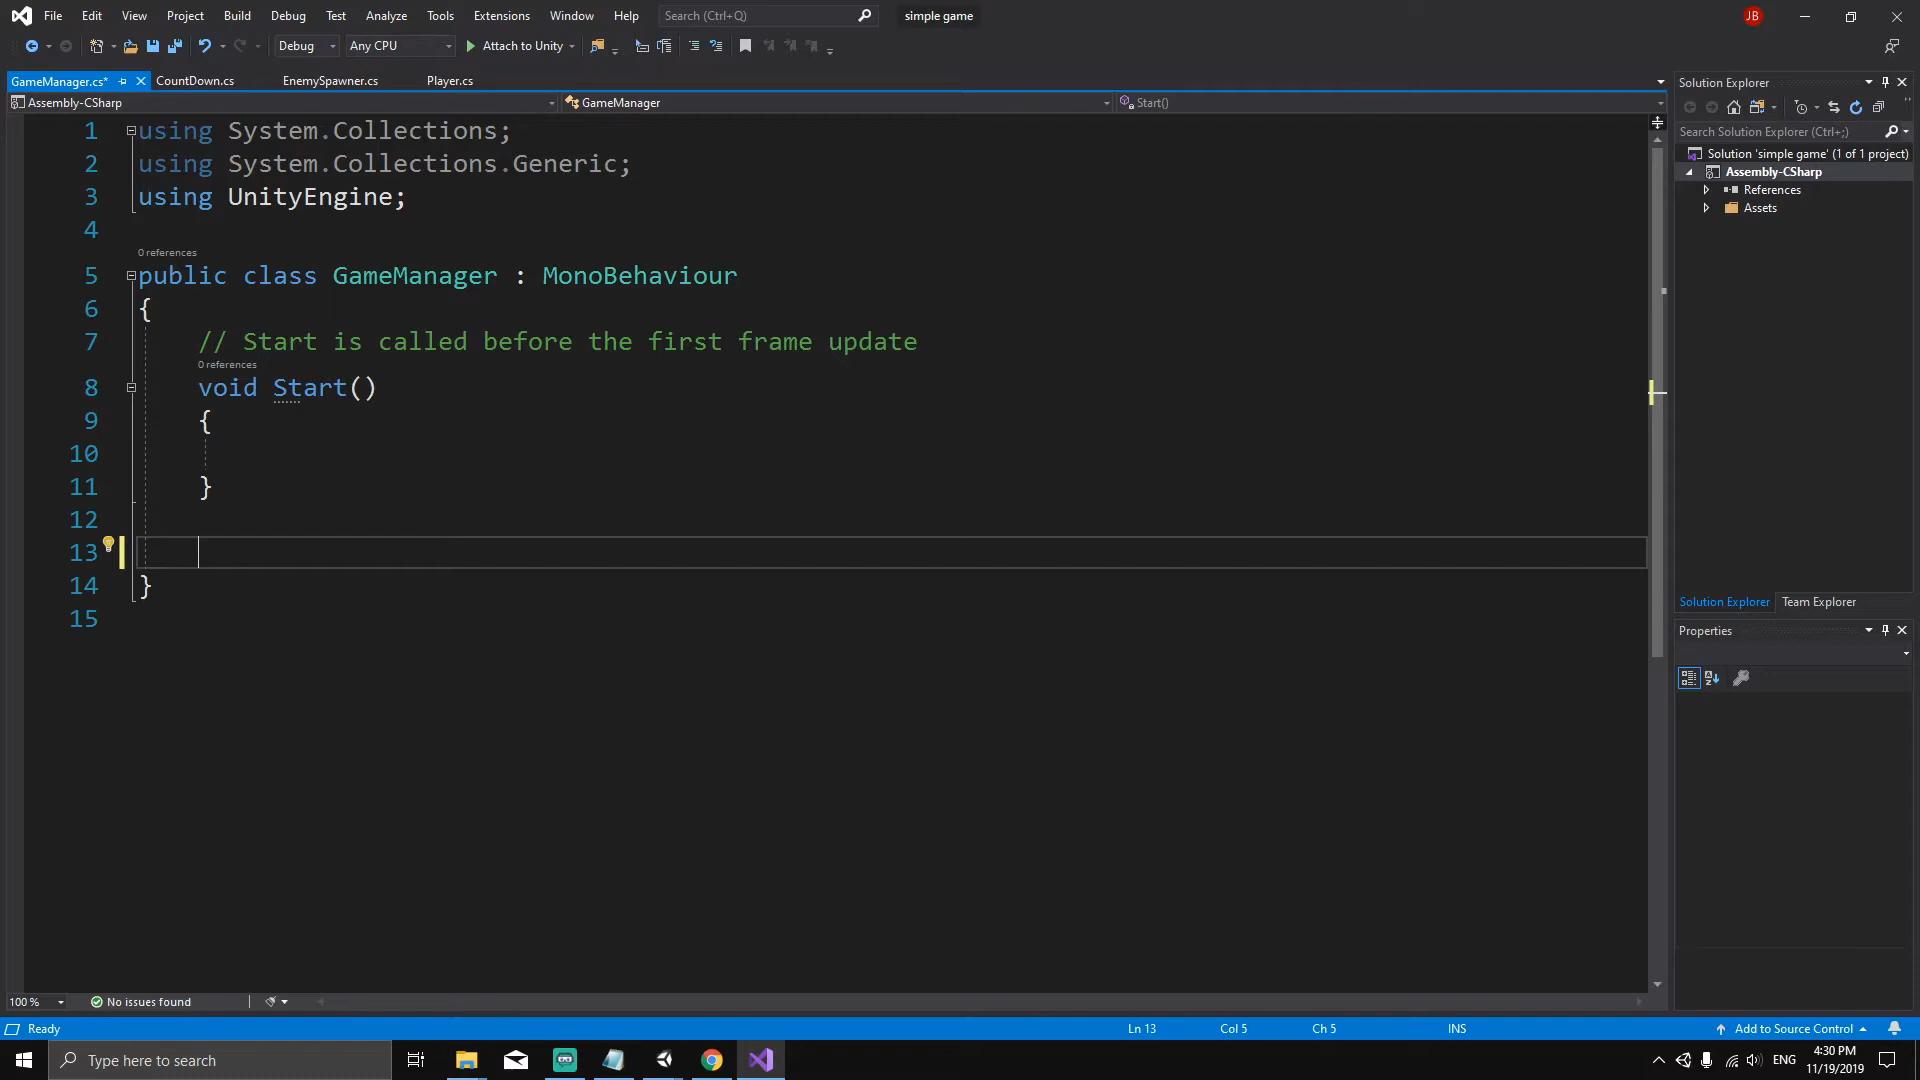 File Edit View Project Build Debug Test Analyze Tools Extensions Window Help Search (Ctrl+Q) simple game JB
Debug Any CPU Attach to Unity
GameManager.cs* CountDown.cs EnemySpawner.cs Player.cs
Assembly-CSharp GameManager Start()
1 using System.Collections;
2 using System.Collections.Generic;
3 using UnityEngine;
4
0 references
5 public class GameManager : MonoBehaviour
6 {
7 // Start is called before the first frame update
0 references
8 void Start()
9 {
10
11 }
12
13
14 }
15
100 % No issues found
Solution Explorer
Search Solution Explorer (Ctrl+;)
Solution 'simple game' (1 of 1 project)
Assembly-CSharp
References
Assets
Solution Explorer Team Explorer
Properties
Ready Ln 13 Col 5 Ch 5 INS Add to Source Control
Type here to search ENG 4:30 PM
11/19/2019